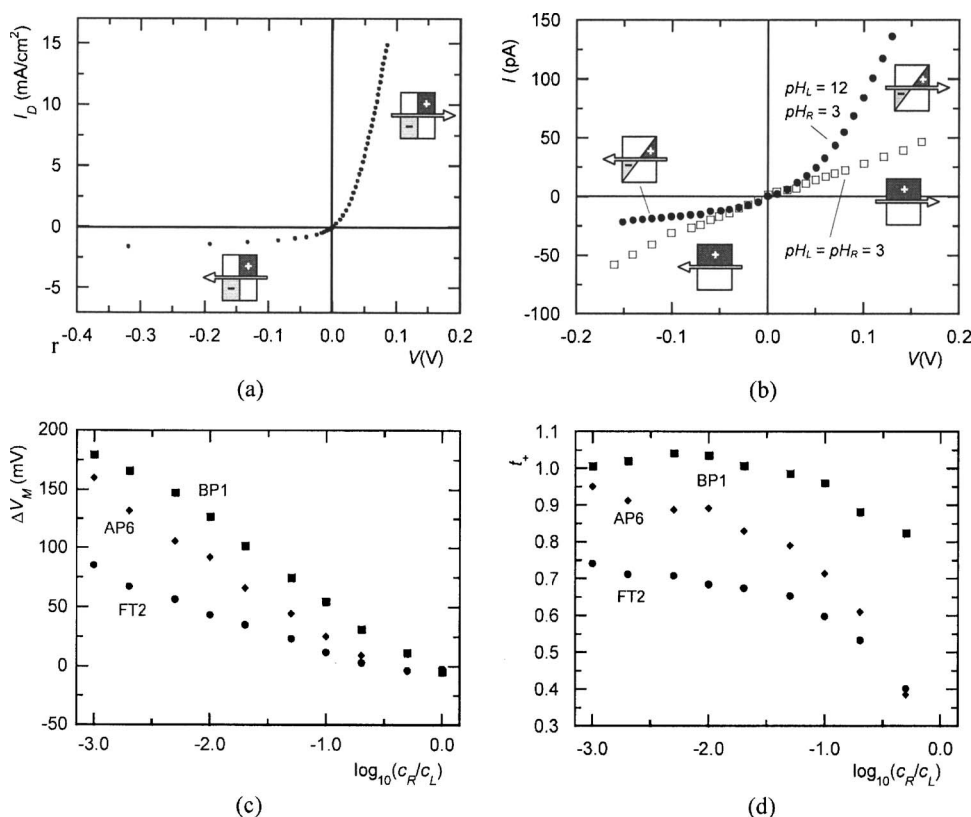 I_D (mA/cm²)
15
10
5
0
-5
+
-
+
-
-0.4
-0.3
-0.2
-0.1
0.0
0.1
0.2
r
V(V)
(a)
I (pA)
150
100
50
0
-50
-100
pH_L = 12
pH_R = 3
+
-
+
-
+
+
pH_L = pH_R = 3
-0.2
-0.1
0.0
0.1
0.2
V(V)
(b)
ΔV_M (mV)
200
150
100
50
0
-50
BP1
AP6
FT2
-3.0
-2.0
-1.0
0.0
log₁₀(c_R/c_L)
(c)
t_+
1.1
1.0
0.9
0.8
0.7
0.6
0.5
0.4
0.3
BP1
AP6
FT2
-3.0
-2.0
-1.0
0.0
log₁₀(c_R/c_L)
(d)